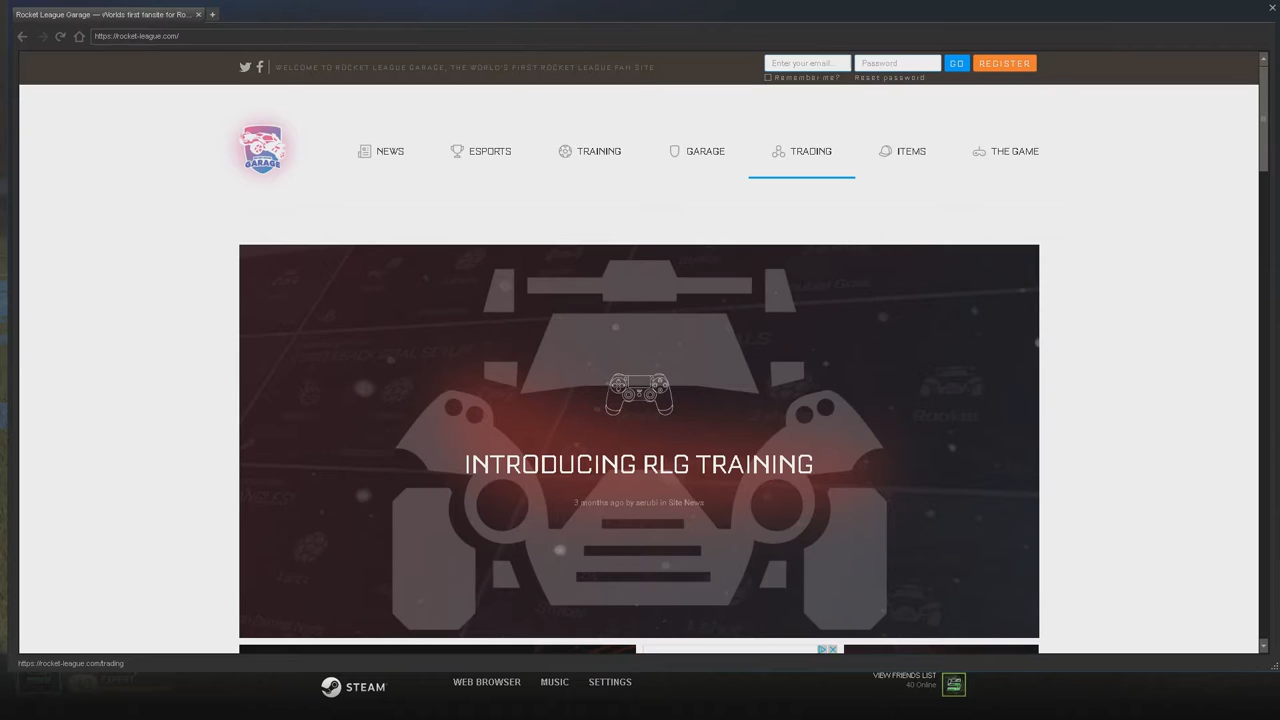 Rocket League Garage — Worlds first fansite for Ro...
https://rocket-league.com/
WELCOME TO ROCKET LEAGUE GARAGE, THE WORLD'S FIRST ROCKET LEAGUE FAN SITE
Enter your email...
Password
GO
REGISTER
Remember me?
Reset password
GARAGE
NEWS
ESPORTS
TRAINING
GARAGE
TRADING
ITEMS
THE GAME
INTRODUCING RLG TRAINING
3 months ago by serubi in Site News
https://rocket-league.com/trading
STEAM
WEB BROWSER
MUSIC
SETTINGS
VIEW FRIENDS LIST
40 Online